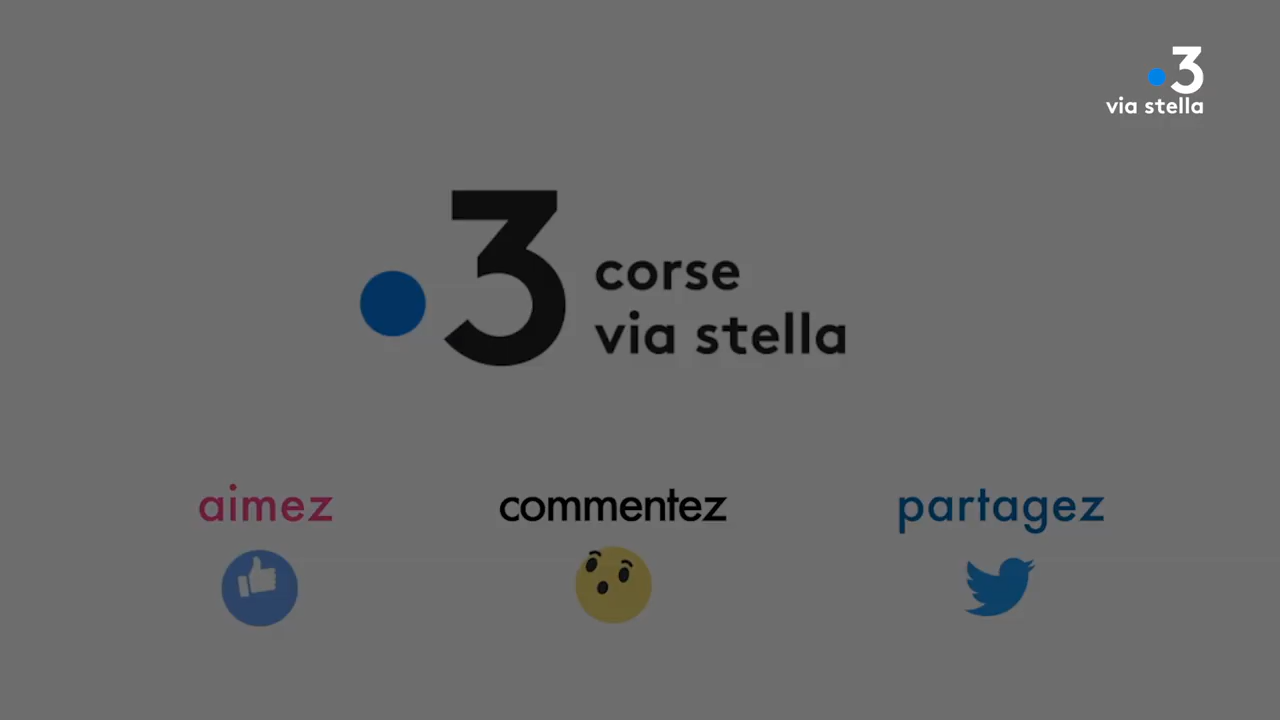 3
via stella
3
corse
via stella
aimez
commentez
partagez